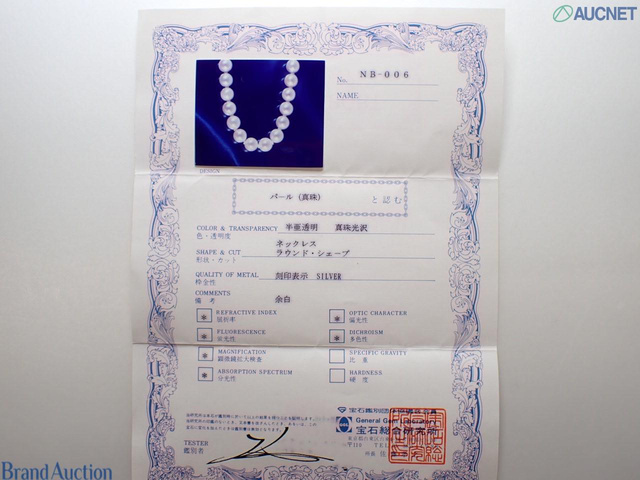 AUCNET
No. NB-006
NAME.
DESIGN
パール (真珠) と認む
COLOR & TRANSPARENCY 半亜透明 真珠光沢
色・透明度
ネックレス
SHAPE & CUT ラウンド・シェープ
形状・カット
QUALITY OF METAL 刻印表示 SILVER
枠金性
COMMENTS
備考 余白
* REFRACTIVE INDEX
屈折率
* OPTIC CHARACTER
偏光性
* FLUORESCENCE
蛍光性
* DICHROISM
多色性
* MAGNIFICATION
顕微鏡拡大検査
SPECIFIC GRAVITY
比重
* ABSORPTION SPECTRUM
分光性
HARDNESS
硬度
General Gem Laboratory
宝石総合研究所
TESTER
鑑別者
〒110
Brand Auction